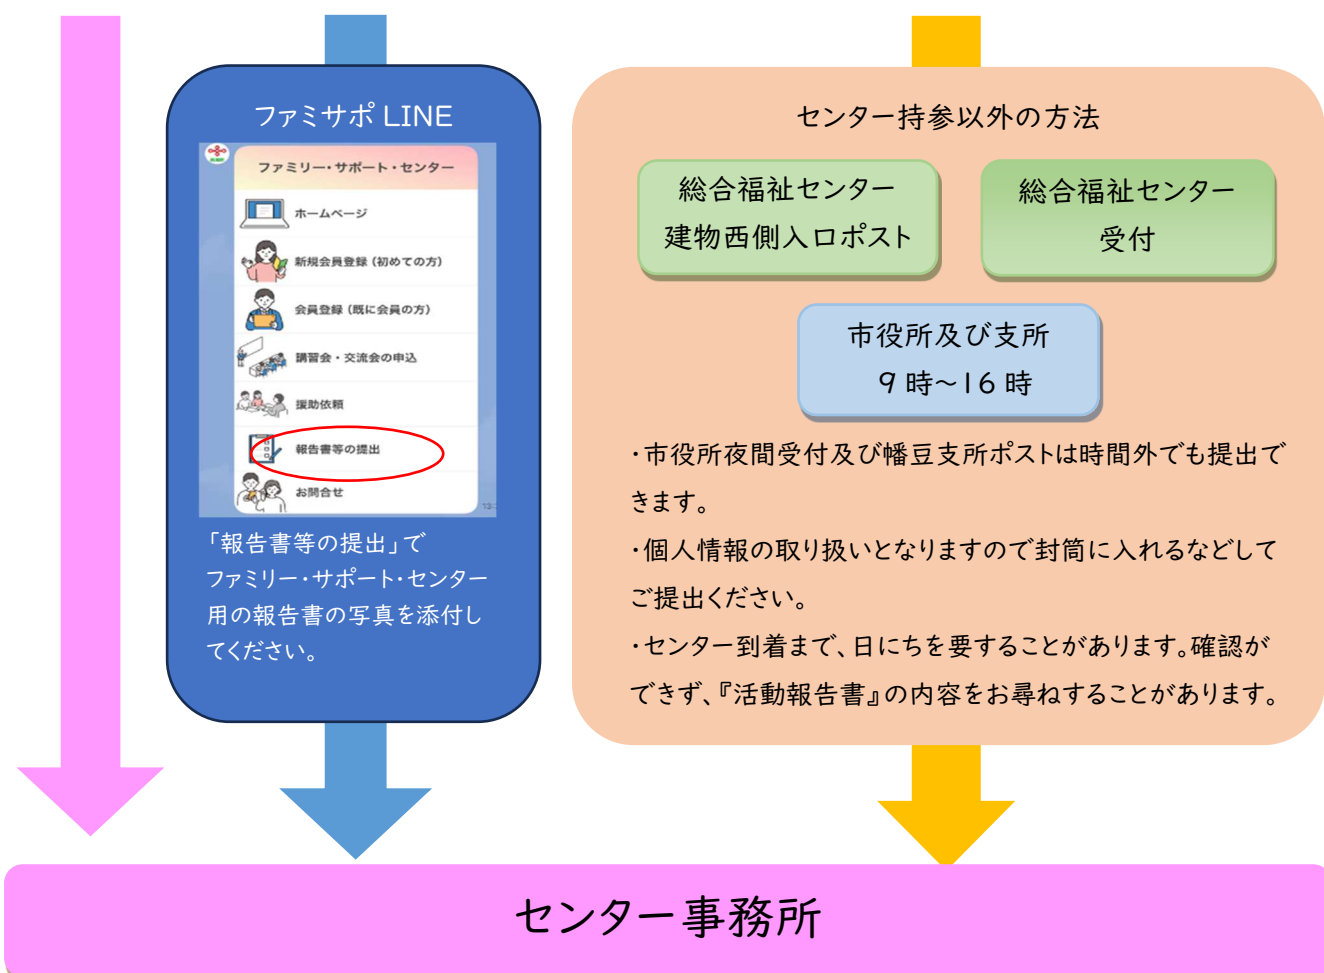 ファミサポ LINE
ファミリー・サポート・センター
ホームページ
新規会員登録（初めての方）
会員登録（既に会員の方）
講習会・交流会の申込
援助依頼
報告書等の提出
お問合せ
「報告書等の提出」で
ファミリー・サポート・センター
用の報告書の写真を添付し
てください。
センター持参以外の方法
総合福祉センター
建物西側入口ポスト
総合福祉センター
受付
市役所及び支所
9時～16時
・市役所夜間受付及び幡豆支所ポストは時間外でも提出で
きます。
・個人情報の取り扱いとなりますので封筒に入れるなどして
ご提出ください。
・センター到着まで、日にちを要することがあります。確認が
できず、『活動報告書』の内容をお尋ねすることがあります。
センター事務所